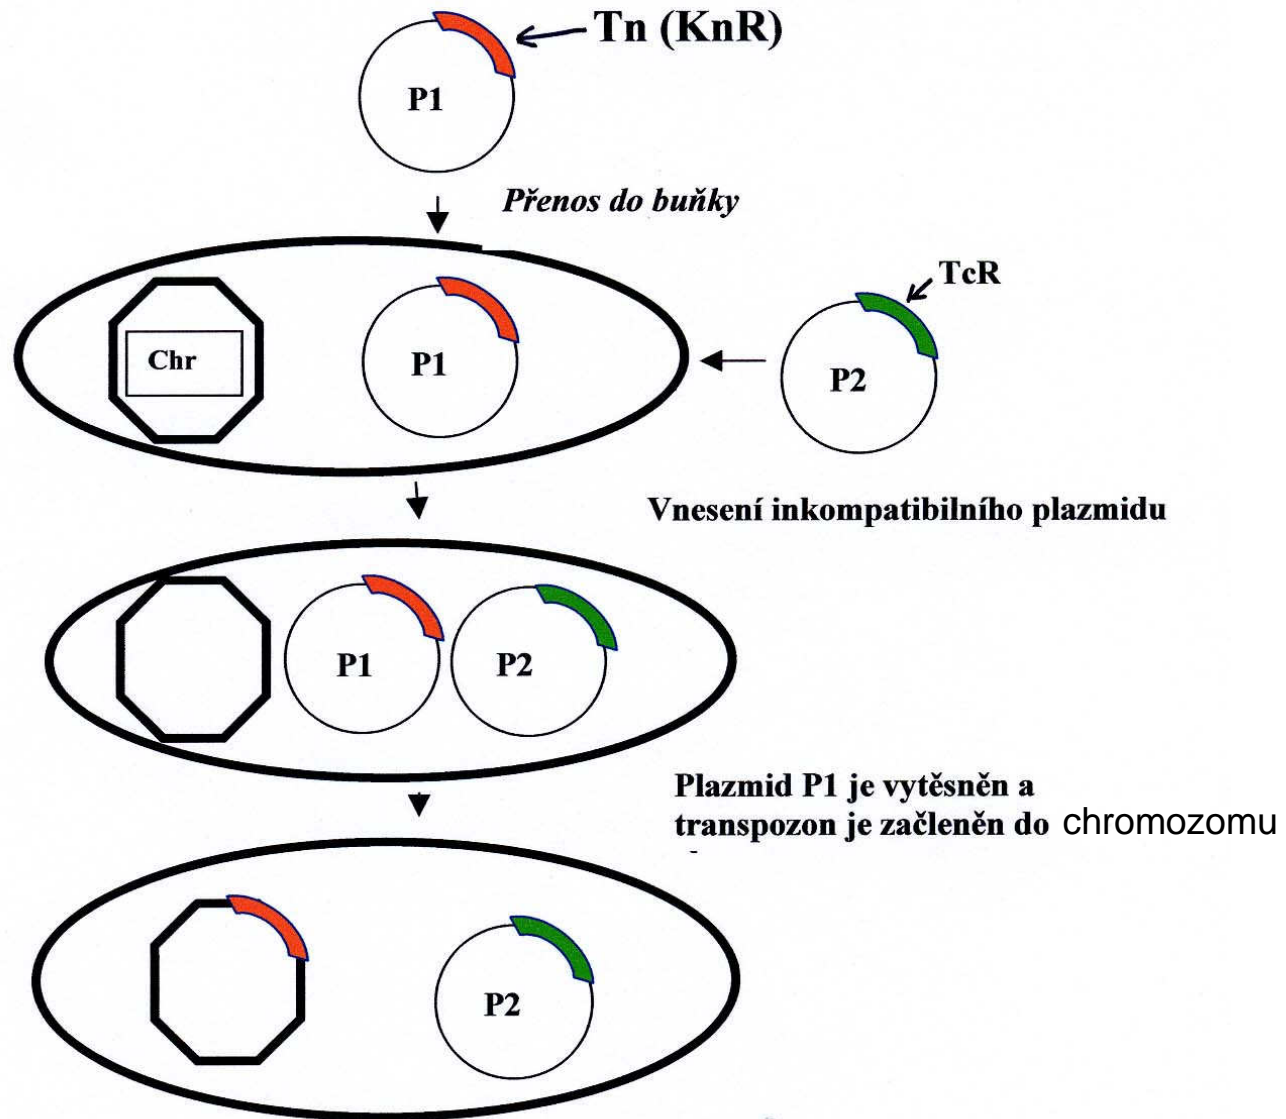 Tn (KnR)
P1
Přenos do buňky
TcR
Chr
P1
P2
Vnesení inkompatibilního plazmidu
P1
P2
Plazmid P1 je vytěsněn a
transpozon je začleněn do chromozomu
P2